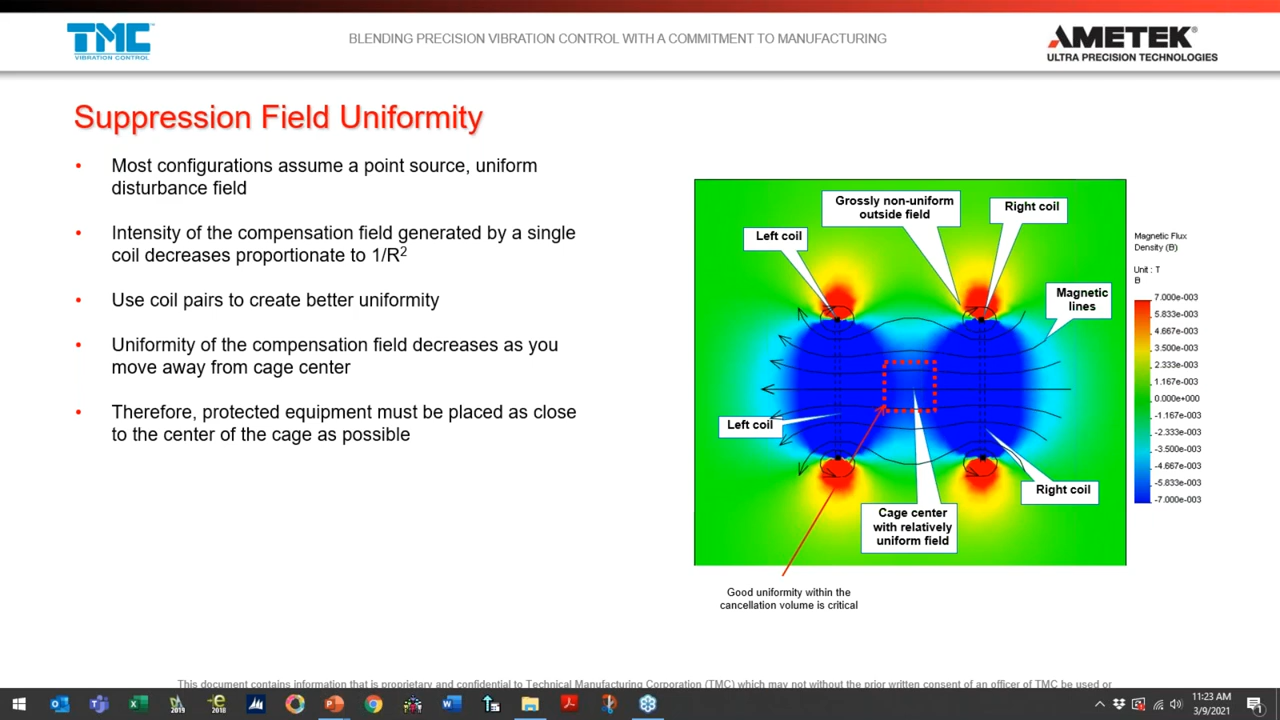 TMC
VIBRATION CONTROL
BLENDING PRECISION VIBRATION CONTROL WITH A COMMITMENT TO MANUFACTURING
AMETEK®
ULTRA PRECISION TECHNOLOGIES
Suppression Field Uniformity
• Most configurations assume a point source, uniform
disturbance field
• Intensity of the compensation field generated by a single
coil decreases proportionate to 1/R²
• Use coil pairs to create better uniformity
• Uniformity of the compensation field decreases as you
move away from cage center
• Therefore, protected equipment must be placed as close
to the center of the cage as possible
Grossly non-uniform
outside field
Right coil
Left coil
Magnetic
lines
Left coil
Right coil
Cage center
with relatively
uniform field
Good uniformity within the
cancellation volume is critical
Magnetic Flux
Density (B)
Unit : T
B
7.000e-003
5.833e-003
4.667e-003
3.500e-003
2.333e-003
1.167e-003
0.000e+000
-1.167e-003
-2.333e-003
-3.500e-003
-4.667e-003
-5.833e-003
-7.000e-003
This document contains information that is proprietary and confidential to Technical Manufacturing Corporation (TMC) which may not without the prior written consent of an officer of TMC be used or
2019
2018
11:23 AM
3/9/2021